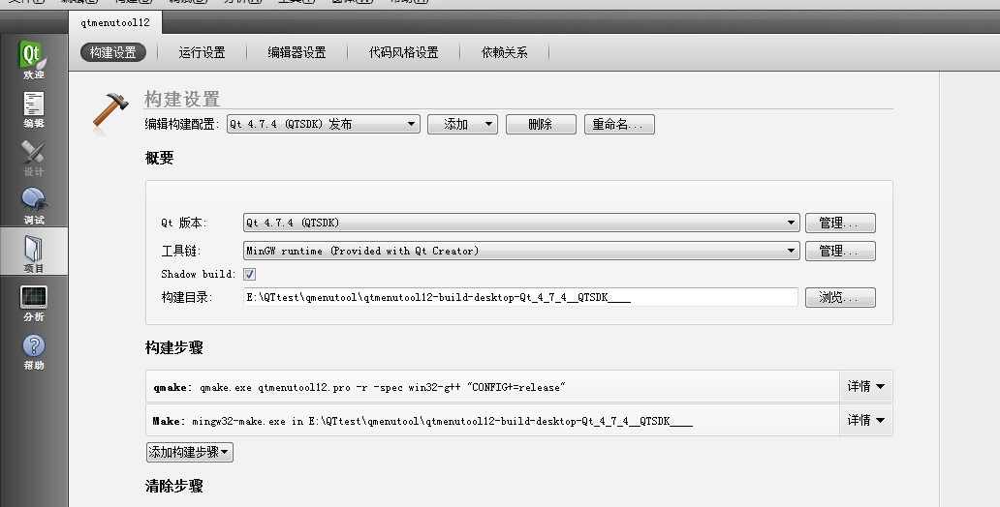 qtmenutool12
构建设置 运行设置 编辑器设置 代码风格设置 依赖关系
Qt
欢迎
编辑
设计
调试
项目
分析
帮助
构建设置
编辑构建配置: Qt 4.7.4 (QTSDK) 发布 添加 删除 重命名...
概要
Qt 版本: Qt 4.7.4 (QTSDK) 管理...
工具链: MinGW runtime (Provided with Qt Creator) 管理...
Shadow build:
构建目录: E:\QTtest\qmenutool\qtmenutool12-build-desktop-Qt_4_7_4__QTSDK____ 浏览...
构建步骤
qmake: qmake.exe qtmenutool12.pro -r -spec win32-g++ "CONFIG+=release" 详情
Make: mingw32-make.exe in E:\QTtest\qmenutool\qtmenutool12-build-desktop-Qt_4_7_4__QTSDK____ 详情
添加构建步骤
清除步骤